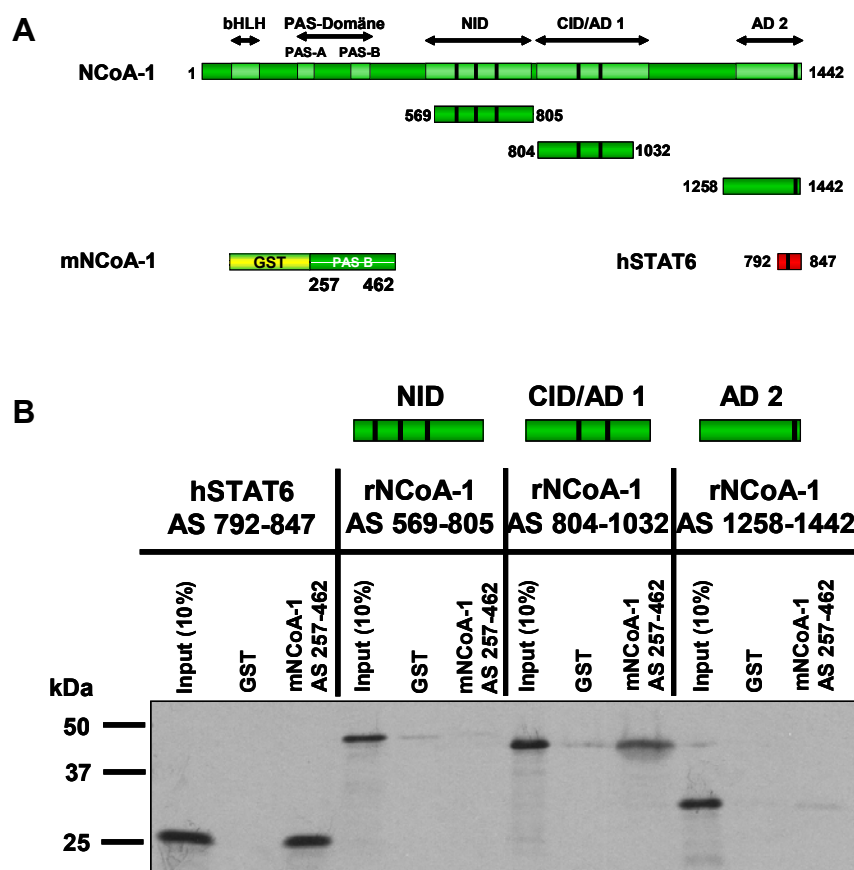 A
bHLH PAS-Domäne NID CID/AD 1 AD 2
PAS-A PAS-B
NCoA-1 1 1442
569 805
804 1032
1258 1442
mNCoA-1 GST PAS B hSTAT6 792 847
257 462
B
NID CID/AD 1 AD 2
hSTAT6 rNCoA-1 rNCoA-1 rNCoA-1
AS 792-847 AS 569-805 AS 804-1032 AS 1258-1442
Input (10%)
GST
mNCoA-1
AS 257-462
Input (10%)
GST
mNCoA-1
AS 257-462
Input (10%)
GST
mNCoA-1
AS 257-462
Input (10%)
GST
mNCoA-1
AS 257-462
kDa
50
37
25